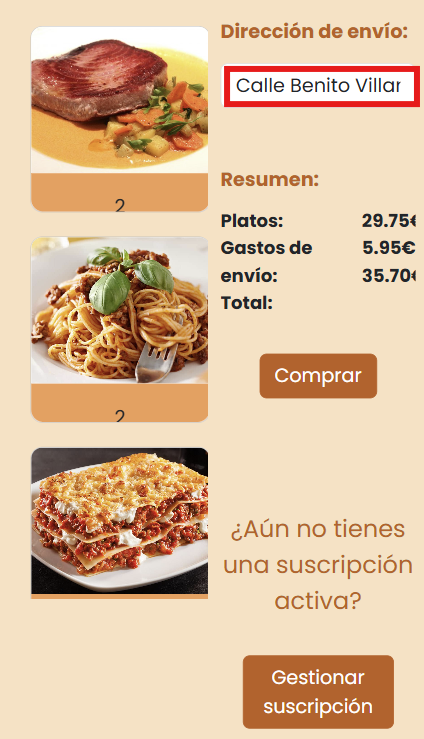 Dirección de envío:
Calle Benito Villar
Resumen:
Platos: 29.75€
Gastos de 5.95€
envío: 35.70€
Total:
Comprar
¿Aún no tienes
una suscripción
activa?
Gestionar
suscripción
2
2